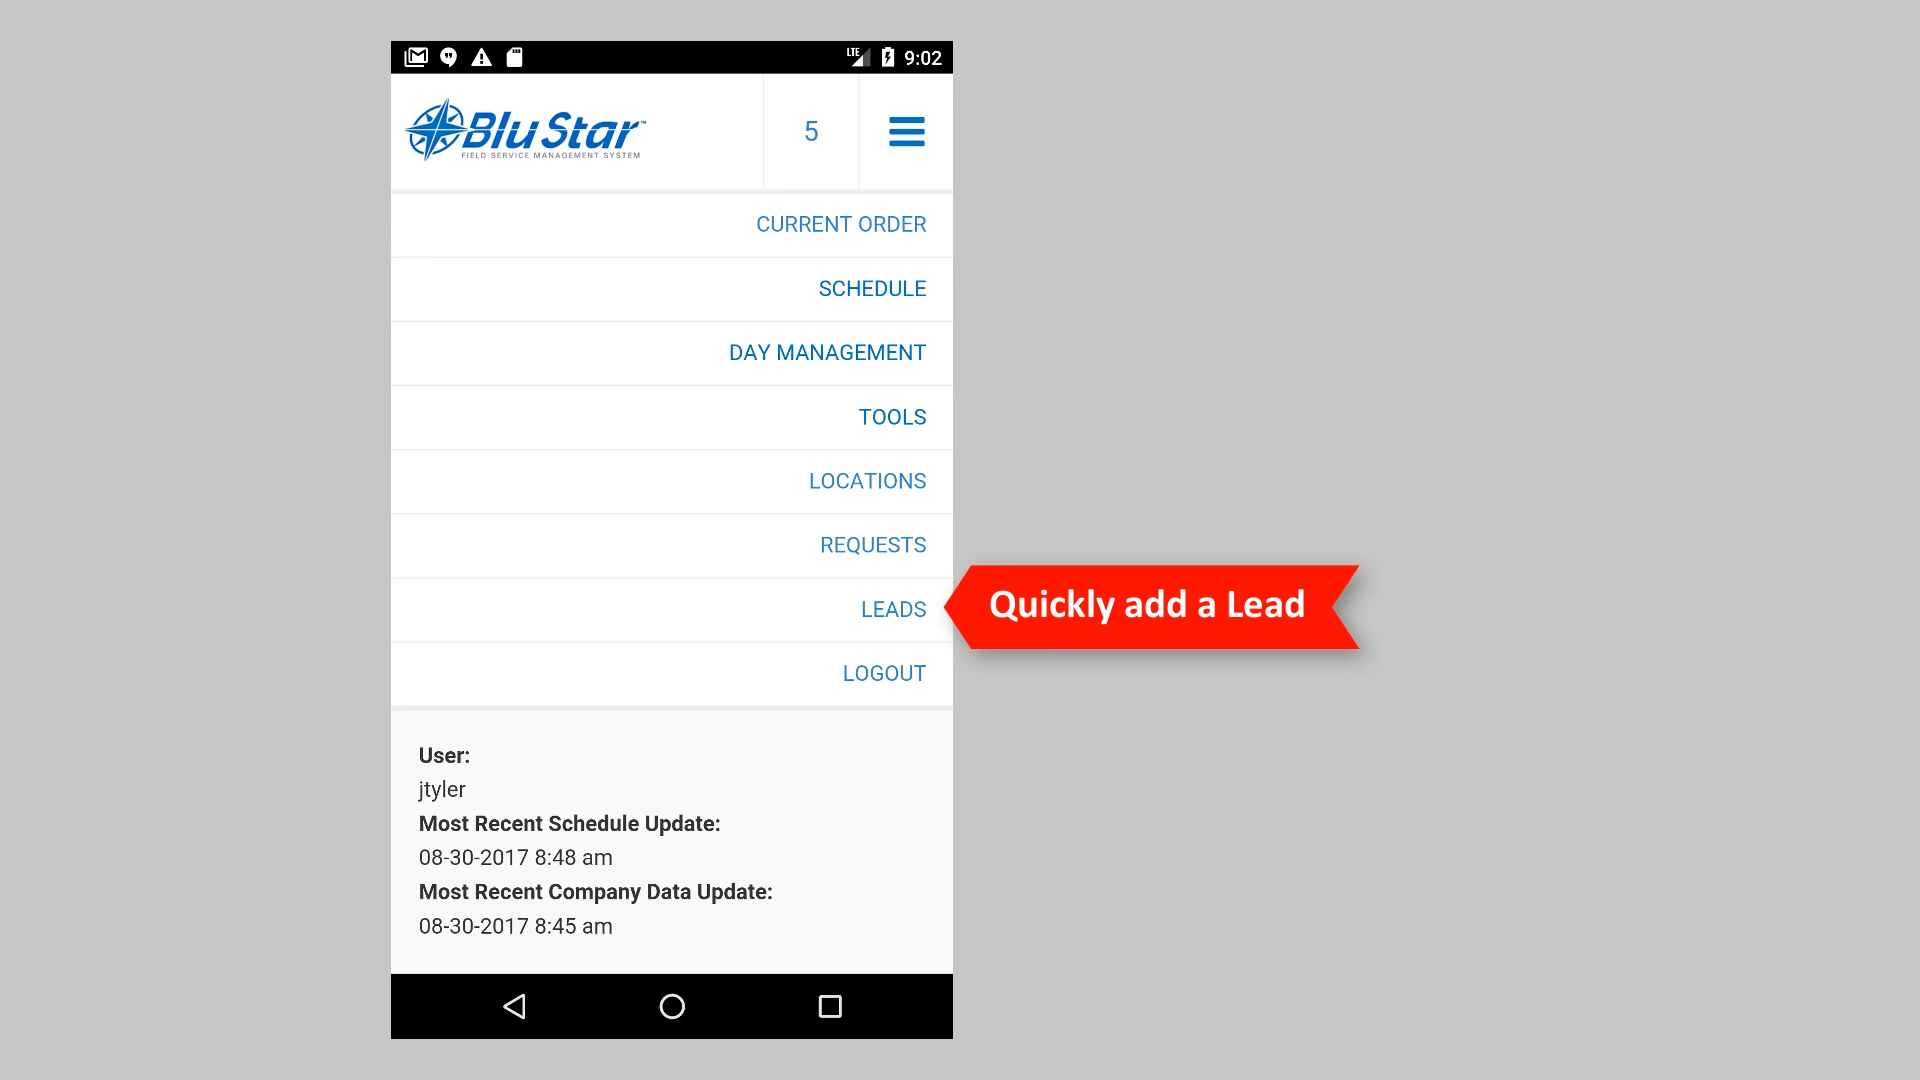 LTE 9:02
Blu Star™
FIELD SERVICE MANAGEMENT SYSTEM
5
CURRENT ORDER
SCHEDULE
DAY MANAGEMENT
TOOLS
LOCATIONS
REQUESTS
LEADS
Quickly add a Lead
LOGOUT
User:
jtyler
Most Recent Schedule Update:
08-30-2017 8:48 am
Most Recent Company Data Update:
08-30-2017 8:45 am